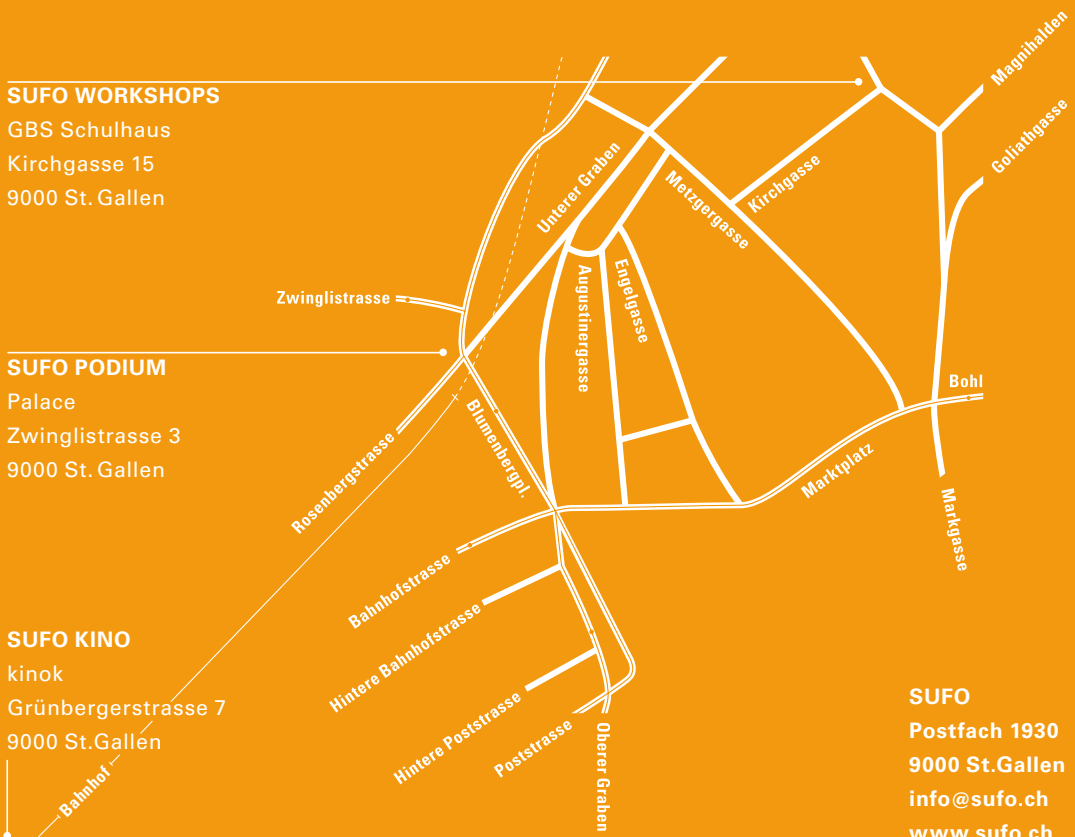 SUFO WORKSHOPS
GBS Schulhaus
Kirchgasse 15
9000 St. Gallen
SUFO PODIUM
Palace
Zwinglistrasse 3
9000 St. Gallen
SUFO KINO
kinok
Grünbergerstrasse 7
9000 St.Gallen
Bahnhof
Magnihalden
Goliathgasse
Unterer Graben
Metzgergasse
Kirchgasse
Zwinglistrasse
Augustinergasse
Engelgasse
Bohl
Blumenbergpl.
Rosenbergstrasse
Marktplatz
Markgasse
Bahnhofstrasse
Hintere Bahnhofstrasse
Hintere Poststrasse
Poststrasse
Oberer Graben
SUFO
Postfach 1930
9000 St.Gallen
info@sufo.ch
www.sufo.ch